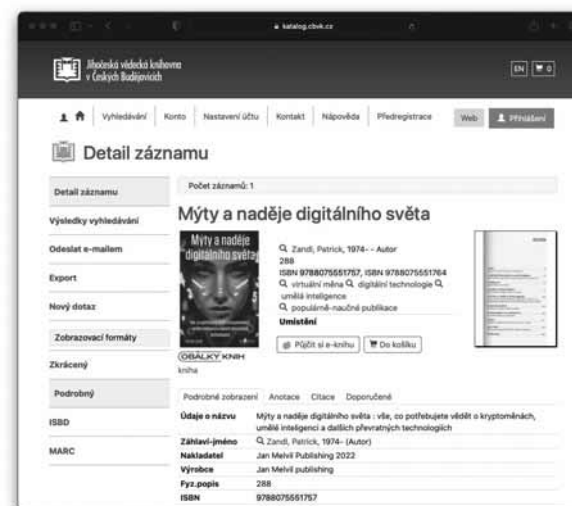 katalog.cbvk.cz
Jihočeská vědecká knihovna
v Českých Budějovicích
EN
0
Vyhledávání
Konto
Nastavení účtu
Kontakt
Nápověda
Předregistrace
Web
Přihlášení
Detail záznamu
Detail záznamu
Výsledky vyhledávání
Odeslat e-mailem
Export
Nový dotaz
Zobrazovací formáty
Zkrácený
Podrobný
ISBD
MARC
Počet záznamů: 1
Mýty a naděje digitálního světa
Mýty a naděje
digitálního světa
OBÁLKY KNIH
kniha
Zandl, Patrick, 1974- - Autor
288
ISBN 9788075551757, ISBN 9788075551764
virtuální měna digitální technologie
umělá inteligence
populárně-naučné publikace
Umístění
Půjčit si e-knihu
Do košíku
Podrobné zobrazení Anotace Citace Doporučené
Údaje o názvu Mýty a naděje digitálního světa : vše, co potřebujete vědět o kryptoměnách,
umělé inteligenci a dalších převratných technologiích
Záhlaví-jméno Zandl, Patrick, 1974- (Autor)
Nakladatel Jan Melvil Publishing 2022
Výrobce Jan Melvil publishing
Fyz.popis 288
ISBN 9788075551757